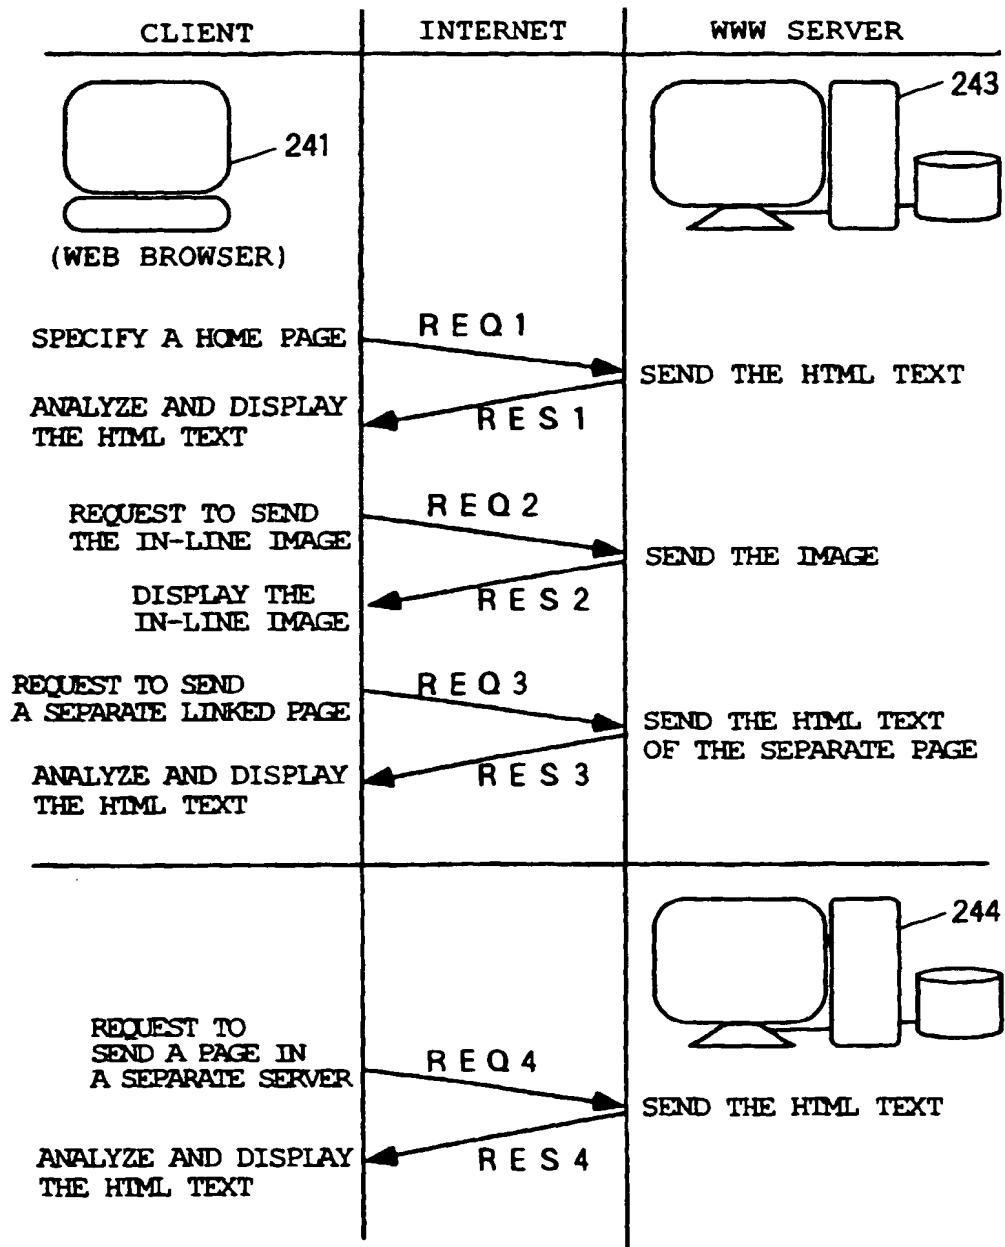 CLIENT
INTERNET
WWW SERVER
243
241
(WEB BROWSER)
SPECIFY A HOME PAGE
REQ1
SEND THE HTML TEXT
ANALYZE AND DISPLAY
THE HTML TEXT
RES1
REQUEST TO SEND
THE IN-LINE IMAGE
REQ2
SEND THE IMAGE
DISPLAY THE
IN-LINE IMAGE
RES2
REQUEST TO SEND
A SEPARATE LINKED PAGE
REQ3
SEND THE HTML TEXT
OF THE SEPARATE PAGE
ANALYZE AND DISPLAY
THE HTML TEXT
RES3
244
REQUEST TO
SEND A PAGE IN
A SEPARATE SERVER
REQ4
SEND THE HTML TEXT
ANALYZE AND DISPLAY
THE HTML TEXT
RES4